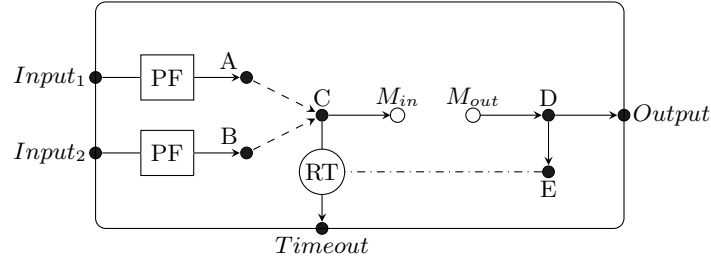 Input1 PF A
Input2 PF B
C
Min
Mout
D
Output
RT
E
Timeout